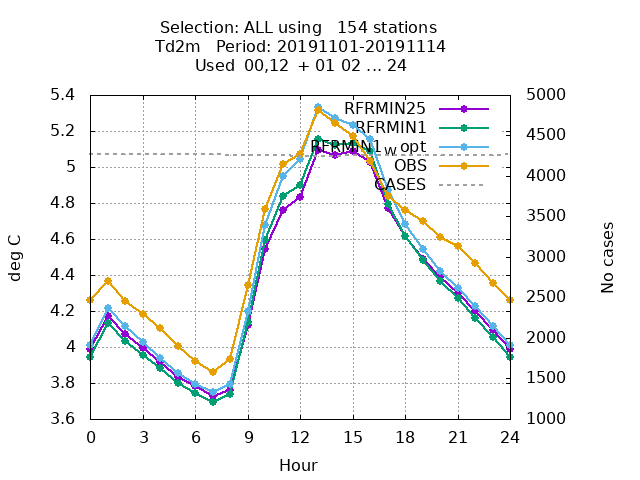 Selection: ALL using   154 stations
Td2m   Period: 20191101-20191114
Used  00,12  + 01 02 ... 24
5.4
5.2
5
4.8
4.6
4.4
4.2
4
3.8
3.6
deg C
RFRMIN25
RFRMIN1
RFRMIN1wopt
OBS
CASES
5000
4500
4000
3500
3000
2500
2000
1500
1000
No cases
0 3 6 9 12 15 18 21 24
Hour